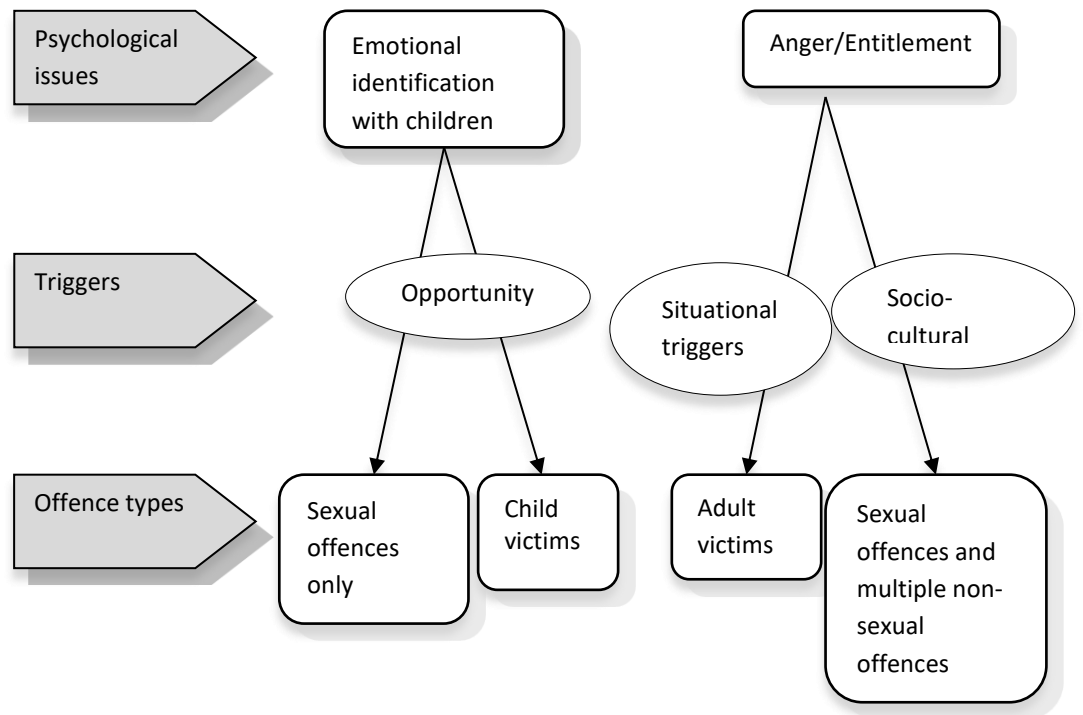 Psychological
issues
Emotional
identification
with children
Anger/Entitlement
Triggers
Opportunity
Situational
triggers
Socio-
cultural
Offence types
Sexual
offences
only
Child
victims
Adult
victims
Sexual
offences and
multiple non-
sexual
offences